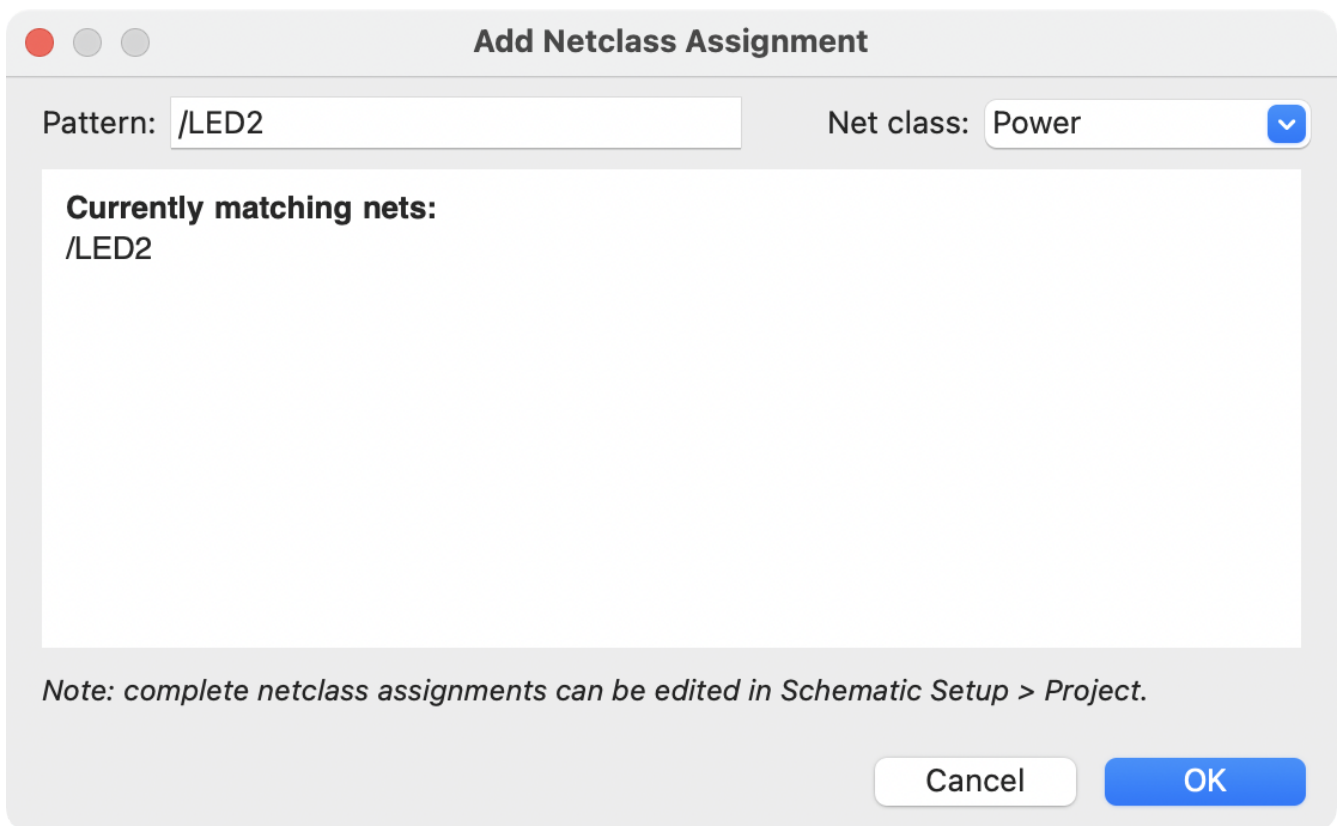 Add Netclass Assignment
Pattern: /LED2 Net class: Power
Currently matching nets:
/LED2
Note: complete netclass assignments can be edited in Schematic Setup > Project.
Cancel OK